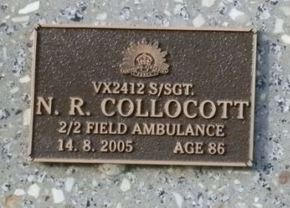 VX2412 S/SGT.
N. R. COLLOCOTT
2/2 FIELD AMBULANCE
14. 8. 2005 AGE 86